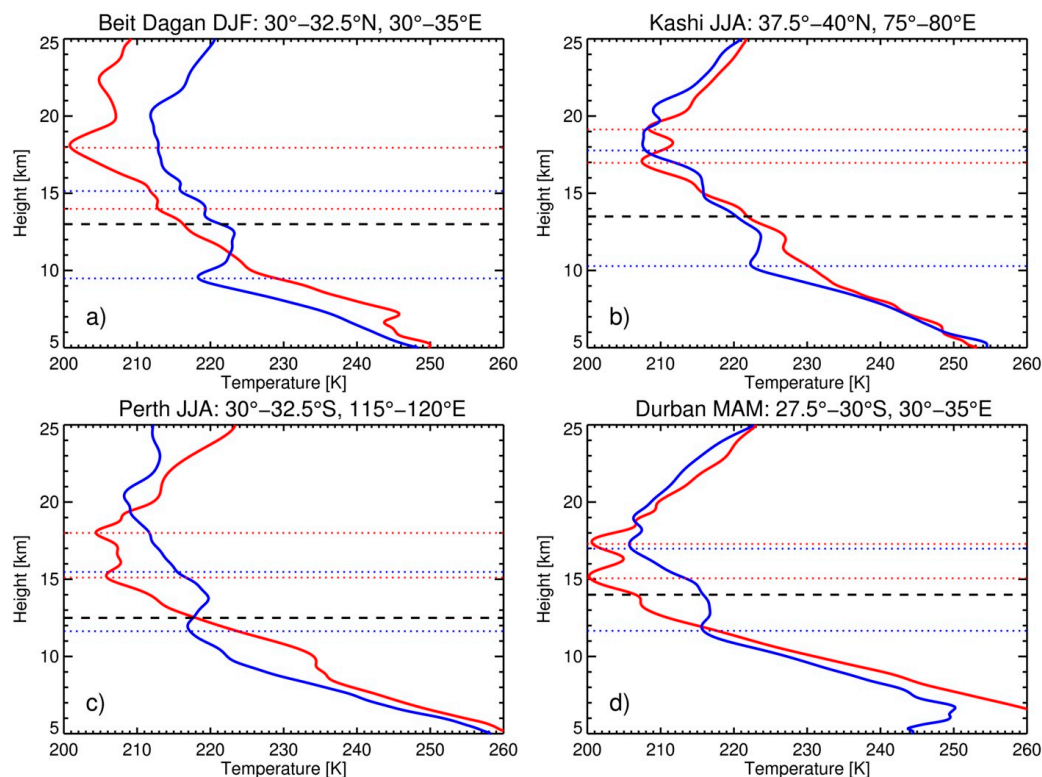 Beit Dagan DJF: 30°−32.5°N, 30°−35°E
Kashi JJA: 37.5°−40°N, 75°−80°E
25
20
15
10
5
Height [km]
a)
200 210 220 230 240 250 260
Temperature [K]
25
20
15
10
5
Height [km]
b)
200 210 220 230 240 250 260
Temperature [K]
Perth JJA: 30°−32.5°S, 115°−120°E
Durban MAM: 27.5°−30°S, 30°−35°E
25
20
15
10
5
Height [km]
c)
200 210 220 230 240 250 260
Temperature [K]
25
20
15
10
5
Height [km]
d)
200 210 220 230 240 250 260
Temperature [K]